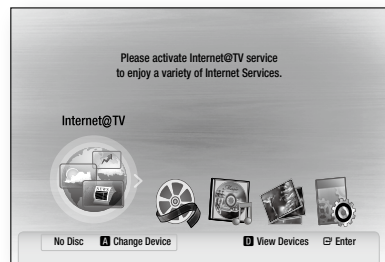 Please activate Internet@TV service
to enjoy a variety of Internet Services.
Internet@TV
NEWS
No Disc A Change Device D View Devices Enter